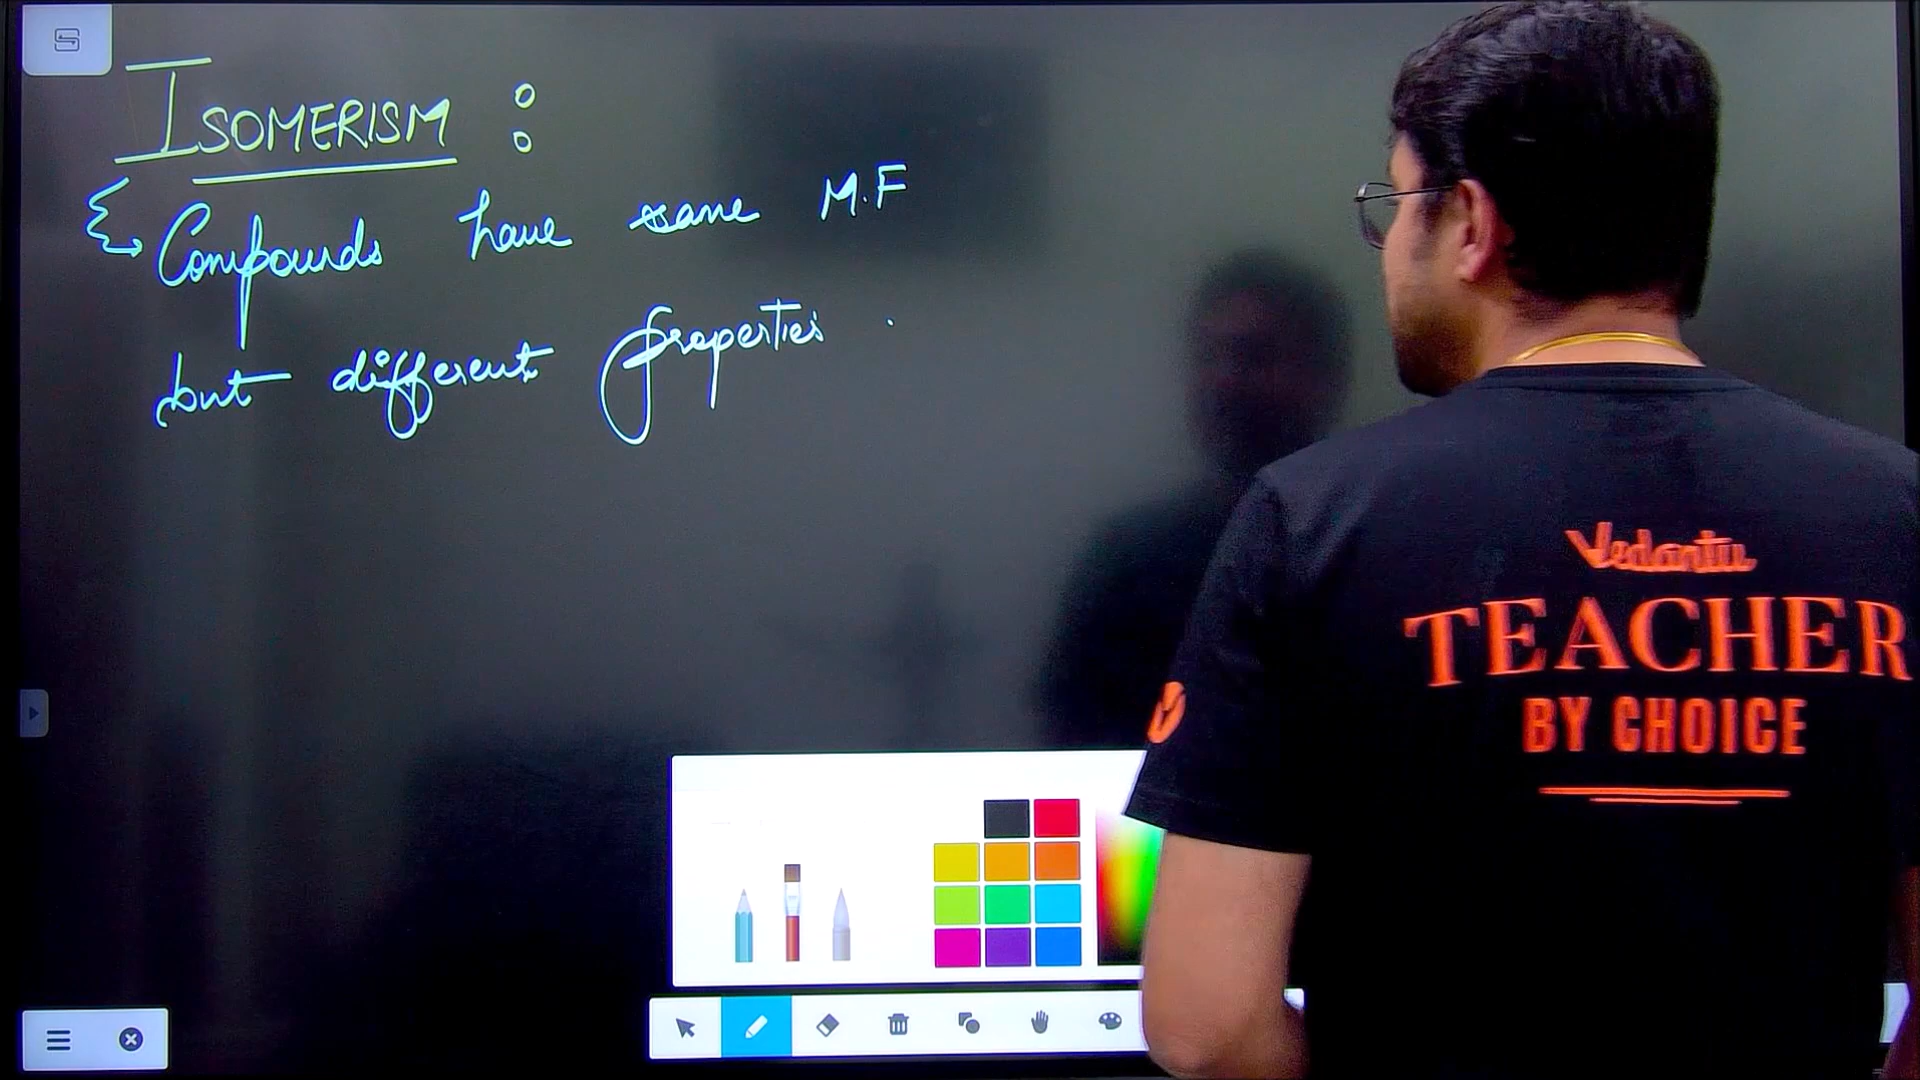 ISOMERISM :
Compounds have same M.F
but different properties .
Vedantu
TEACHER
BY CHOICE